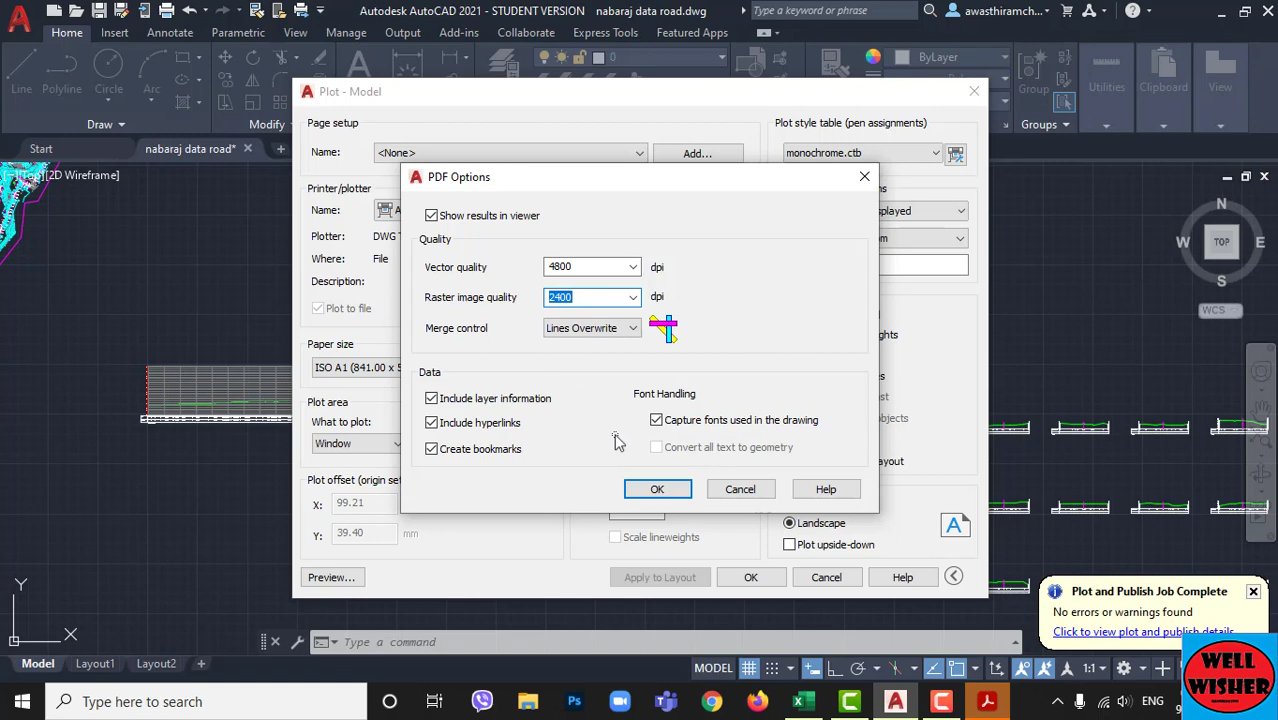 Autodesk AutoCAD 2021 - STUDENT VERSION nabaraj data road.dwg
Type a keyword or phrase
awasthiramch...
Home Insert Annotate Parametric View Manage Output Add-ins Collaborate Express Tools Featured Apps
Line Polyline Circle Arc
0
ByLayer
Group Utilities Clipboard View
Draw Modify Groups
Start nabaraj data road*
[Top][2D Wireframe]
Plot - Model
Page setup
Name: <None> Add...
Plot style table (pen assignments)
monochrome.ctb
Printer/plotter
Name:
Plotter: DWG T
Where: File
Description:
Plot to file
Paper size
ISO A1 (841.00 x 5
Plot area
What to plot:
Window
Plot offset (origin set
X: 99.21
Y: 39.40 mm
Scale lineweights
Landscape
Plot upside-down
Preview... Apply to Layout OK Cancel Help
PDF Options
Show results in viewer
Quality
Vector quality 4800 dpi
Raster image quality 2400 dpi
Merge control Lines Overwrite
Data
Include layer information
Include hyperlinks
Create bookmarks
Font Handling
Capture fonts used in the drawing
Convert all text to geometry
OK Cancel Help
N
W TOP E
S
WCS
Y
X
Plot and Publish Job Complete
No errors or warnings found
Click to view plot and publish details...
Type a command
Model Layout1 Layout2
MODEL 1:1
Type here to search
ENG
WELL
WISHER